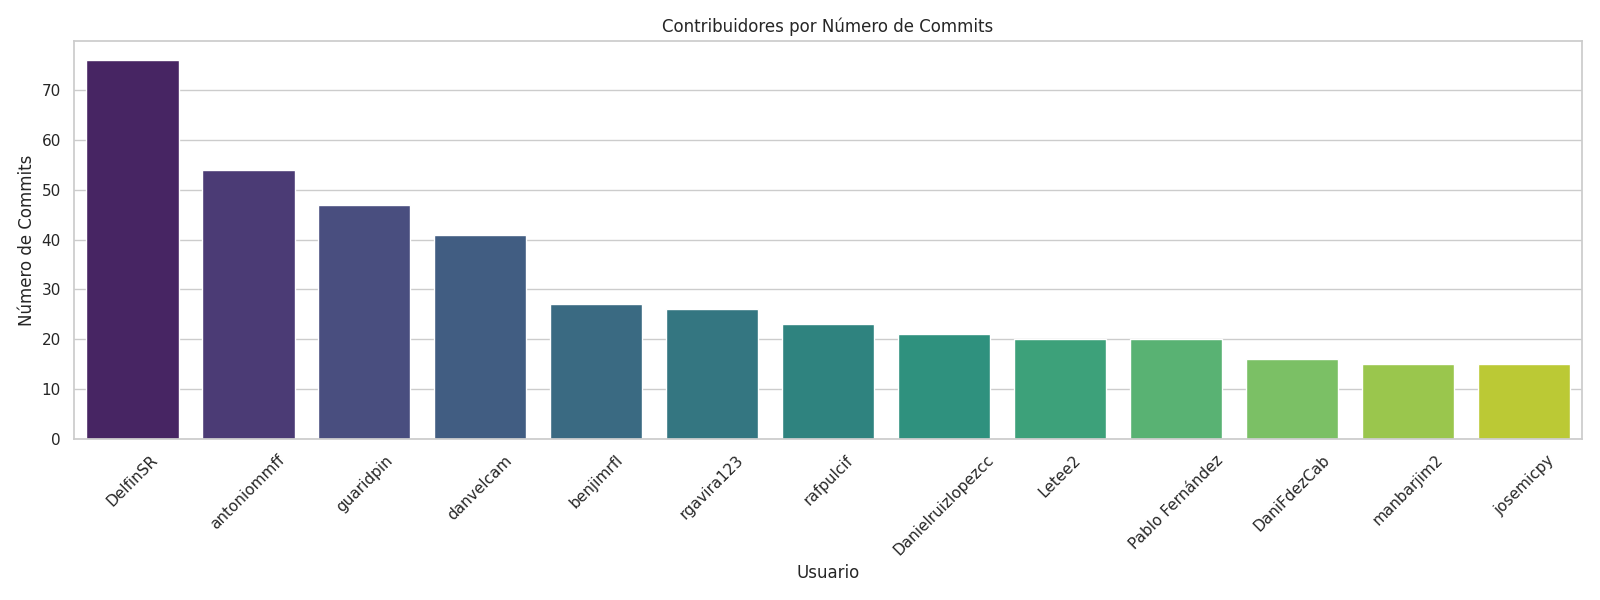 Contribuidores por Número de Commits
Número de Commits
70
60
50
40
30
20
10
0
DelfinSR
antoniommff
guaridpin
danvelcam
benjimrfl
rgavira123
rafpulcif
Danielruizlopezcc
Letee2
Pablo Fernández
DaniFdezCab
manbarjim2
josemicpy
Usuario